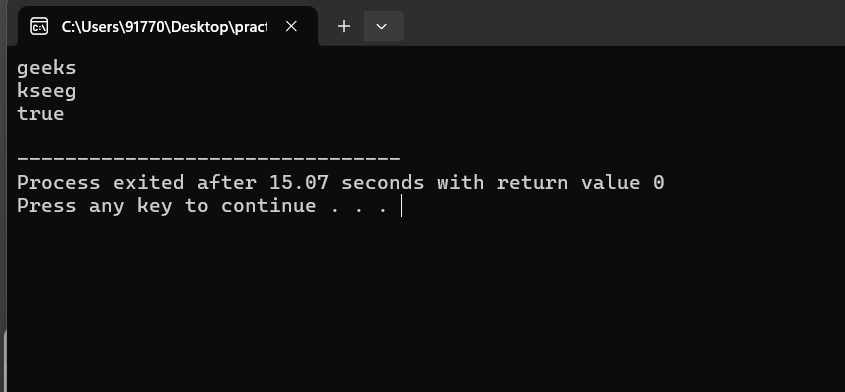 C:\Users\91770\Desktop\pract
geeks
kseeg
true
--------------------------------
Process exited after 15.07 seconds with return value 0
Press any key to continue . . .